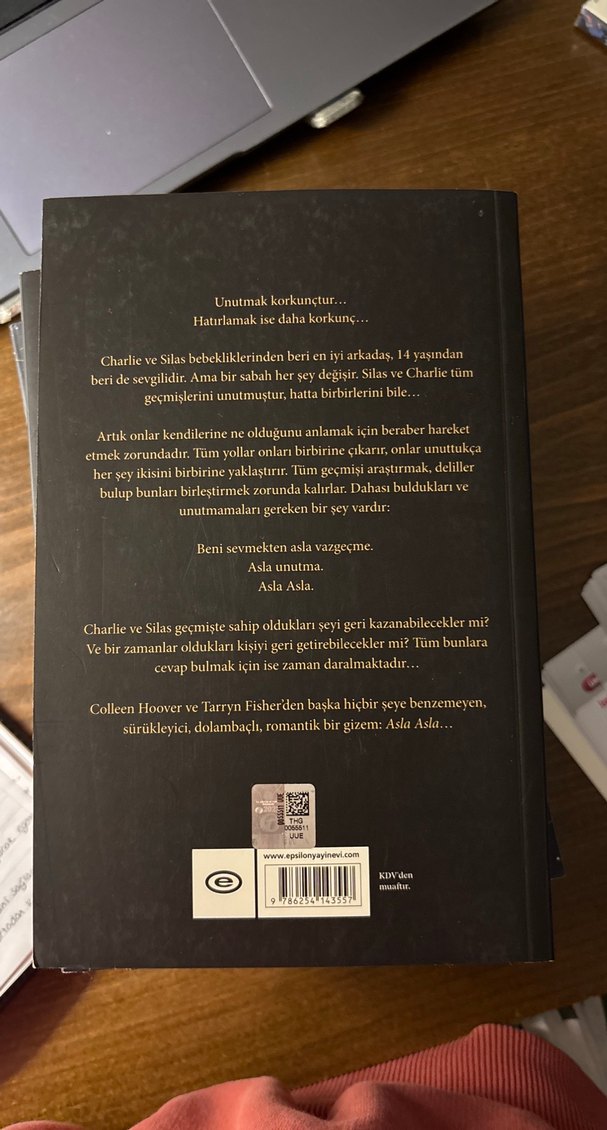 Unutmak korkunçtur…
Hatırlamak ise daha korkunç…
Charlie ve Silas bebekliklerinden beri en iyi arkadaş, 14 yaşından
beri de sevgilidir. Ama bir sabah her şey değişir. Silas ve Charlie tüm
geçmişlerini unutmuştur, hatta birbirlerini bile…
Artık onlar kendilerine ne olduğunu anlamak için beraber hareket
etmek zorundadır. Tüm yollar onları birbirine çıkarır, onlar unuttukça
her şey ikisini birbirine yaklaştırır. Tüm geçmişi araştırmak, deliller
bulup bunları birleştirmek zorunda kalırlar. Dahası buldukları ve
unutmamaları gereken bir şey vardır:
Beni sevmekten asla vazgeçme.
Asla unutma.
Asla Asla.
Charlie ve Silas geçmişte sahip oldukları şeyi geri kazanabilecekler mi?
Ve bir zamanlar oldukları kişiyi geri getirebilecekler mi? Tüm bunlara
cevap bulmak için ise zaman daralmaktadır…
Colleen Hoover ve Tarryn Fisher'den başka hiçbir şeye benzemeyen,
sürükleyici, dolambaçlı, romantik bir gizem: Asla Asla…
THG
0055511
UUE
www.epsilonyayinevi.com
e
9 786254 143557
KDV'den
muaftır.